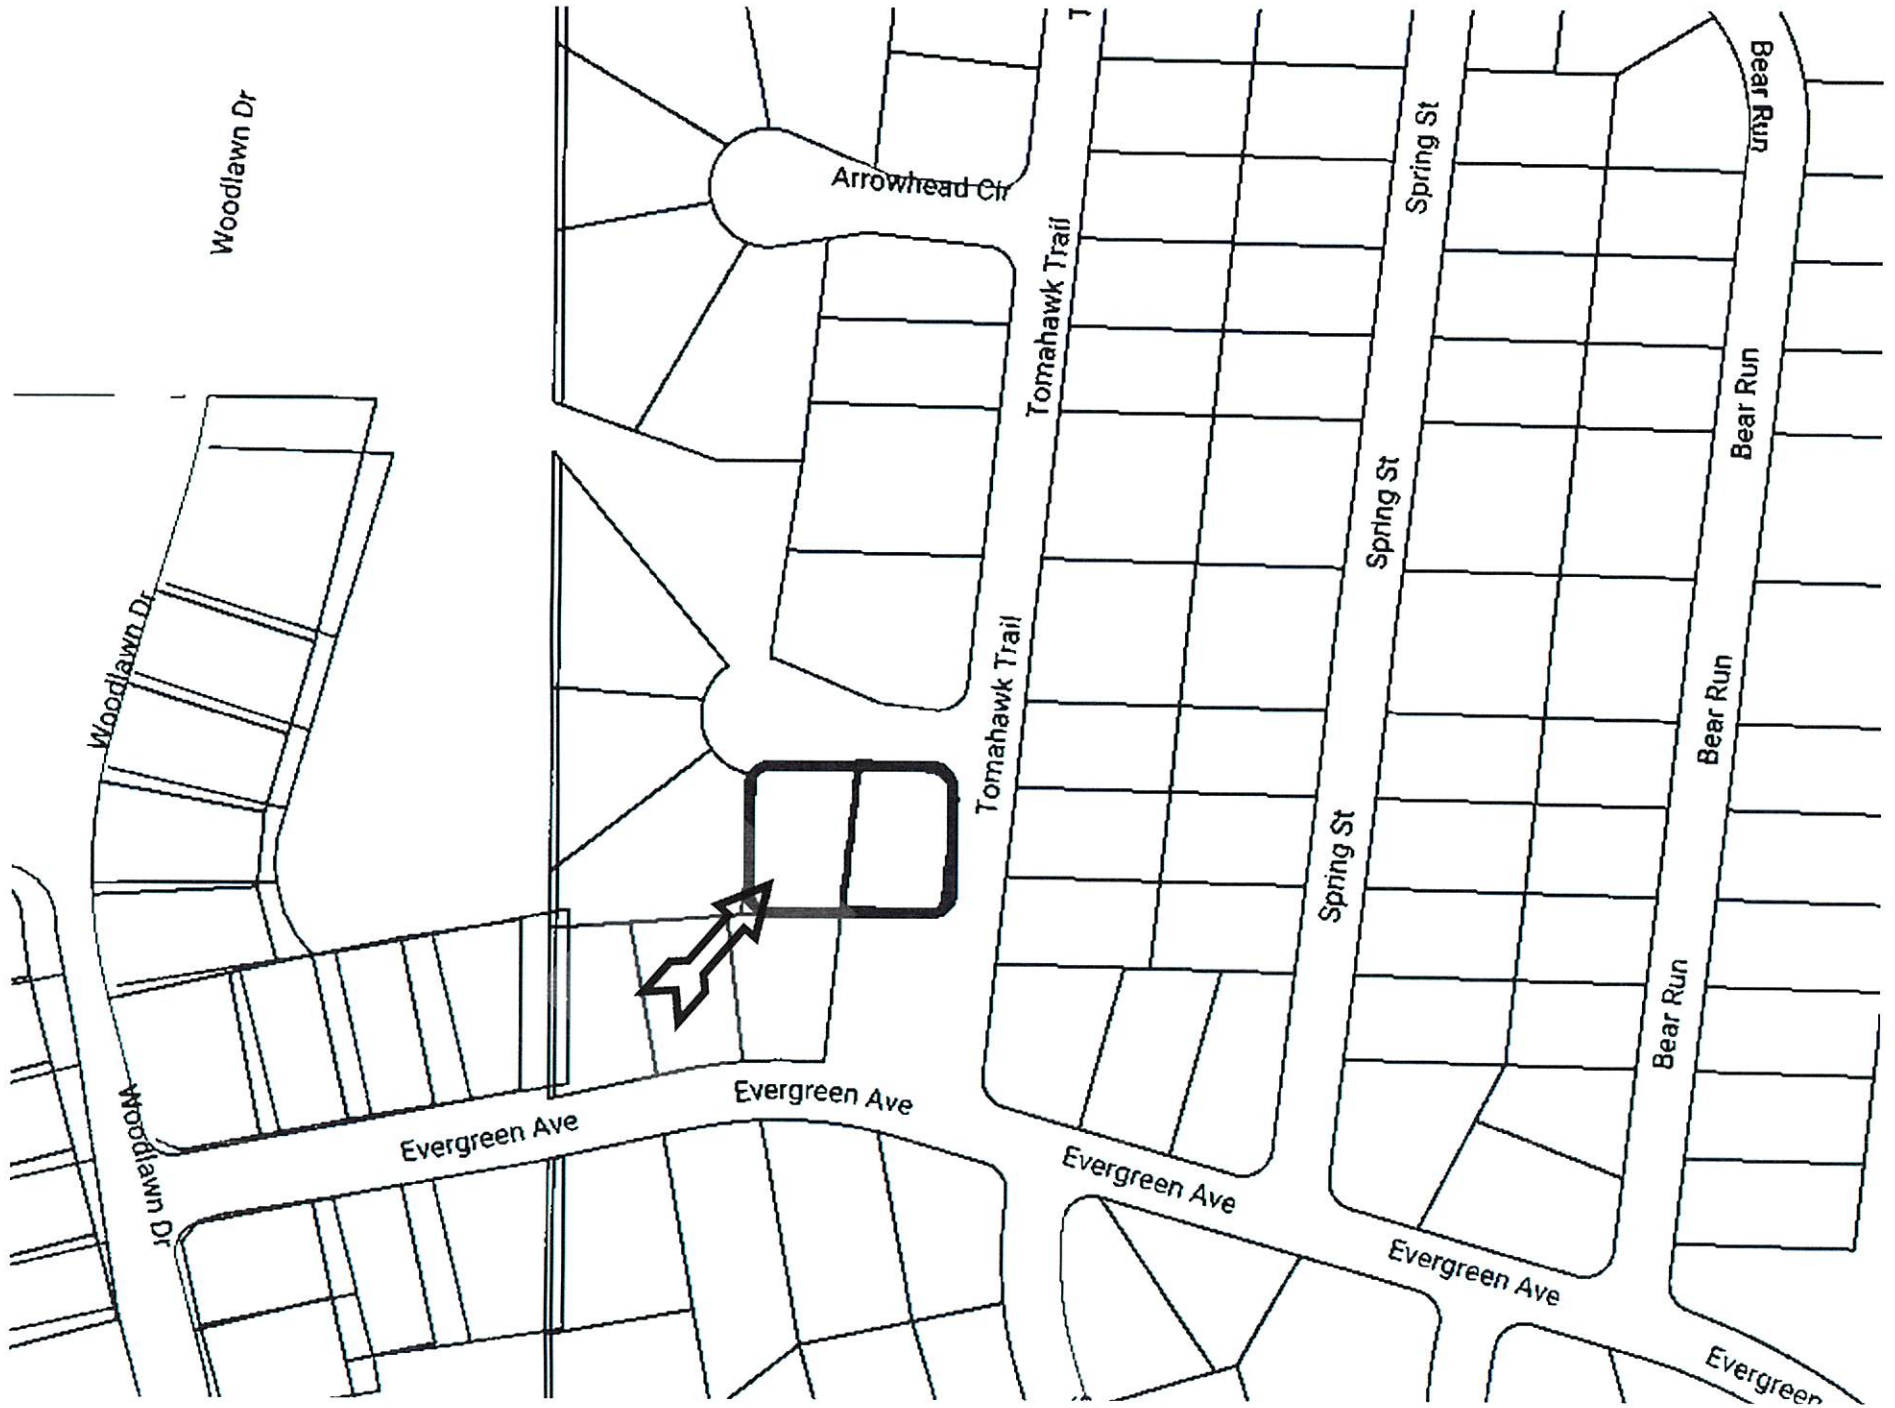 Bear Run
Woodlawn Dr
Spring St
Arrowhead Cir
Tomahawk Trail
Bear Run
Spring St
Woodlawn Dr
Tomahawk Trail
Bear Run
Spring St
Bear Run
Woodlawn Dr
Evergreen Ave
Evergreen Ave
Evergreen Ave
Evergreen Ave
Evergreen